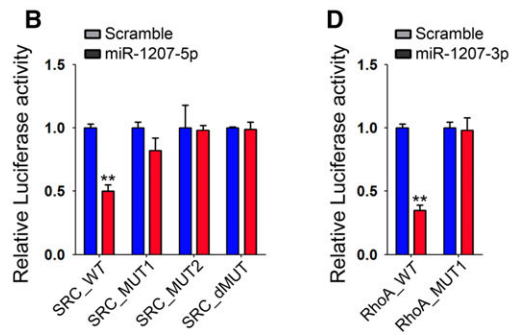 B
Scramble
miR-1207-5p
Relative Luciferase activity
1.5
1.0
0.5
0.0
**
SRC_WT
SRC_MUT1
SRC_MUT2
SRC_dMUT
D
Scramble
miR-1207-3p
Relative Luciferase activity
1.5
1.0
0.5
0.0
**
RhoA_WT
RhoA_MUT1